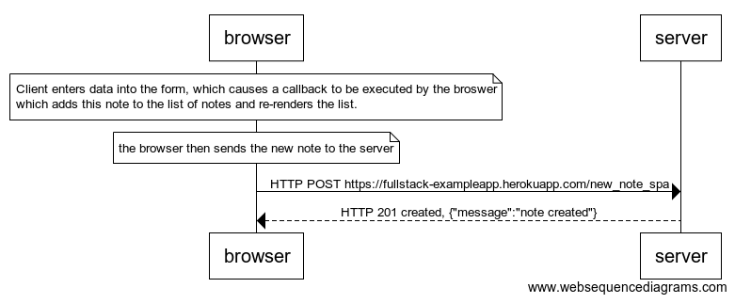 browser
server
Client enters data into the form, which causes a callback to be executed by the broswer
which adds this note to the list of notes and re-renders the list.
the browser then sends the new note to the server
HTTP POST https://fullstack-exampleapp.herokuapp.com/new_note_spa
HTTP 201 created, {"message":"note created"}
browser
server
www.websequencediagrams.com